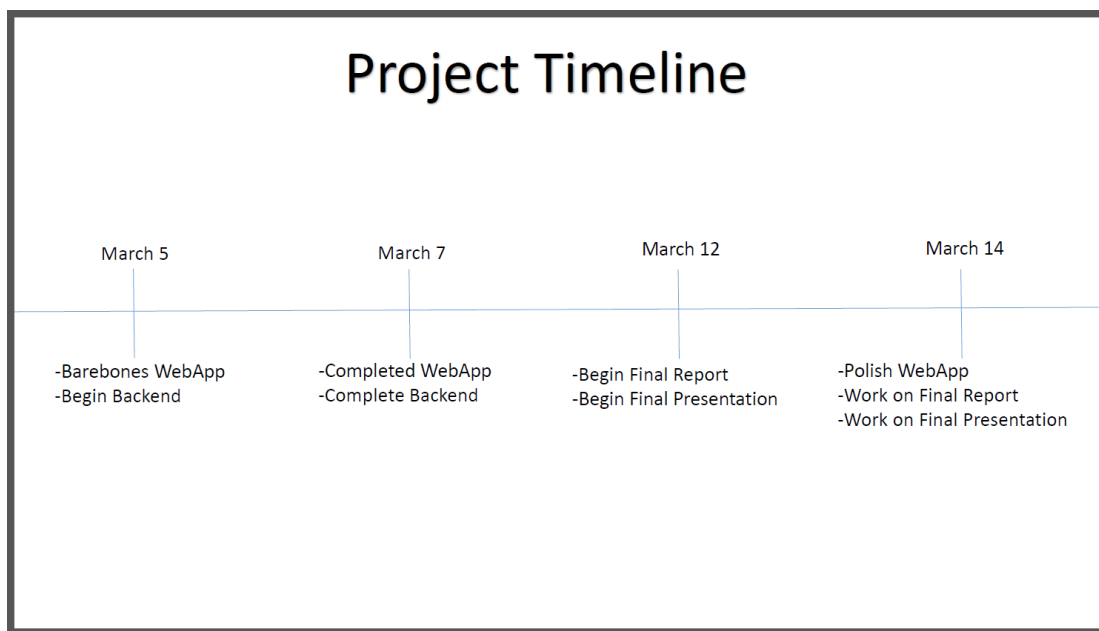 Project Timeline
March 5
-Barebones WebApp
-Begin Backend
March 7
-Completed WebApp
-Complete Backend
March 12
-Begin Final Report
-Begin Final Presentation
March 14
-Polish WebApp
-Work on Final Report
-Work on Final Presentation